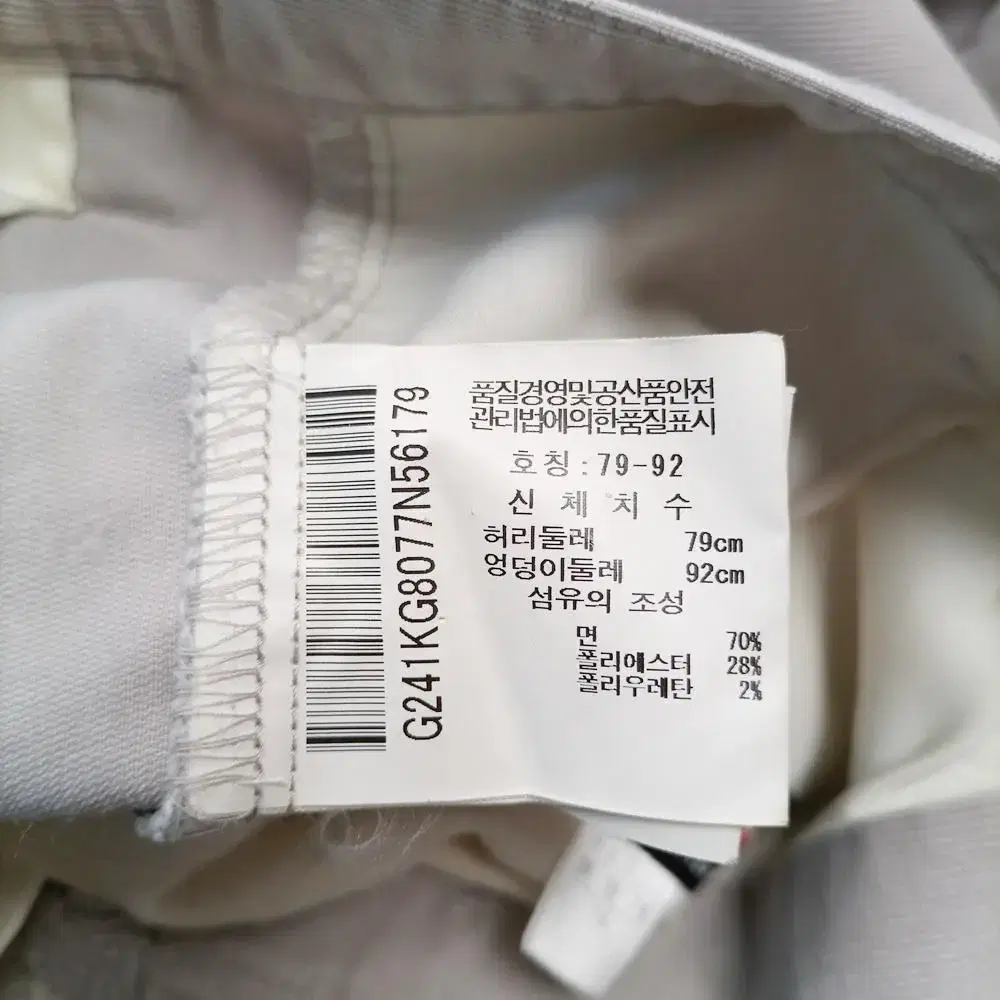 품질경영및공산품안전
관리법에의한품질표시
호칭:79-92
신 체 치 수
허리둘레 79cm
엉덩이둘레 92cm
섬유의 조성
면 70%
폴리에스터 28%
폴리우레탄 2%
G241KG8077N56179